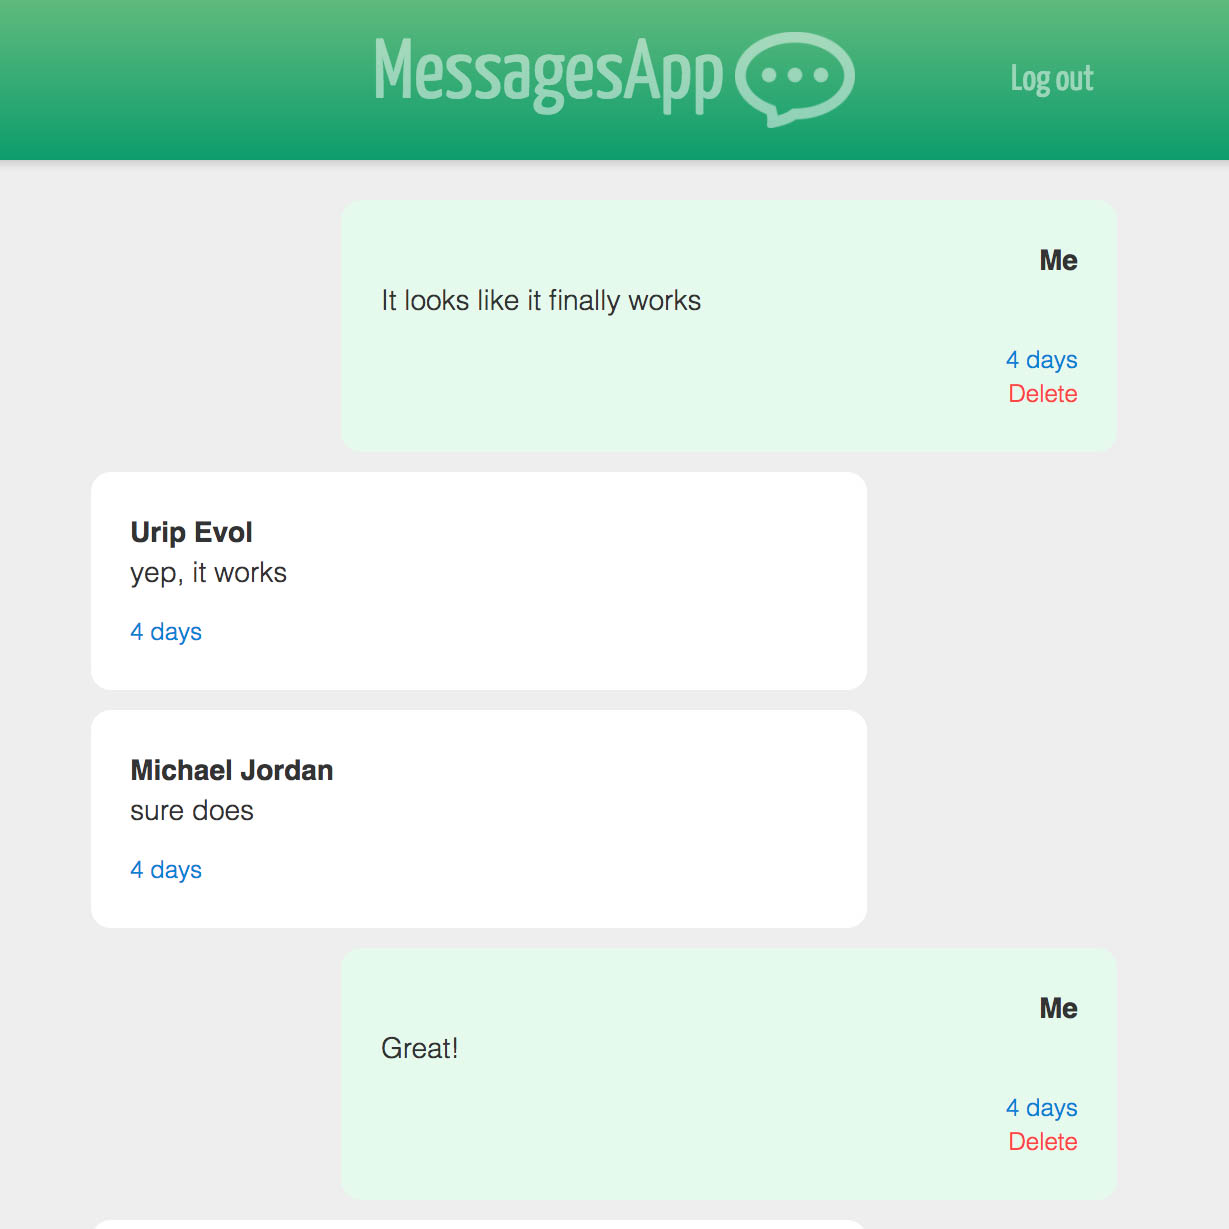 MessagesApp
Log out
Me
It looks like it finally works
4 days
Delete
Urip Evol
yep, it works
4 days
Michael Jordan
sure does
4 days
Me
Great!
4 days
Delete